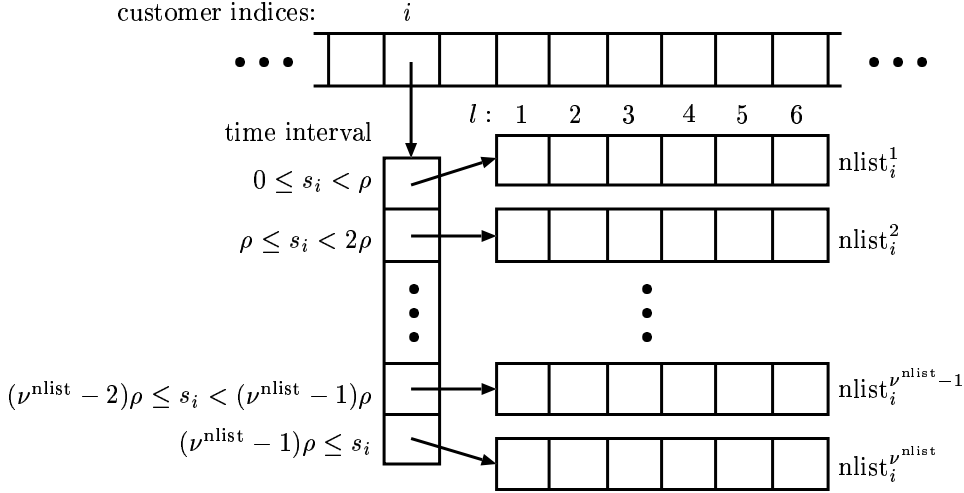 customer indices: i
l : 1 2 3 4 5 6
time interval
0 ≤ s_i < ρ nlist_i^1
ρ ≤ s_i < 2ρ nlist_i^2
(ν^nlist − 2)ρ ≤ s_i < (ν^nlist − 1)ρ nlist_i^{ν^nlist − 1}
(ν^nlist − 1)ρ ≤ s_i nlist_i^{ν^nlist}